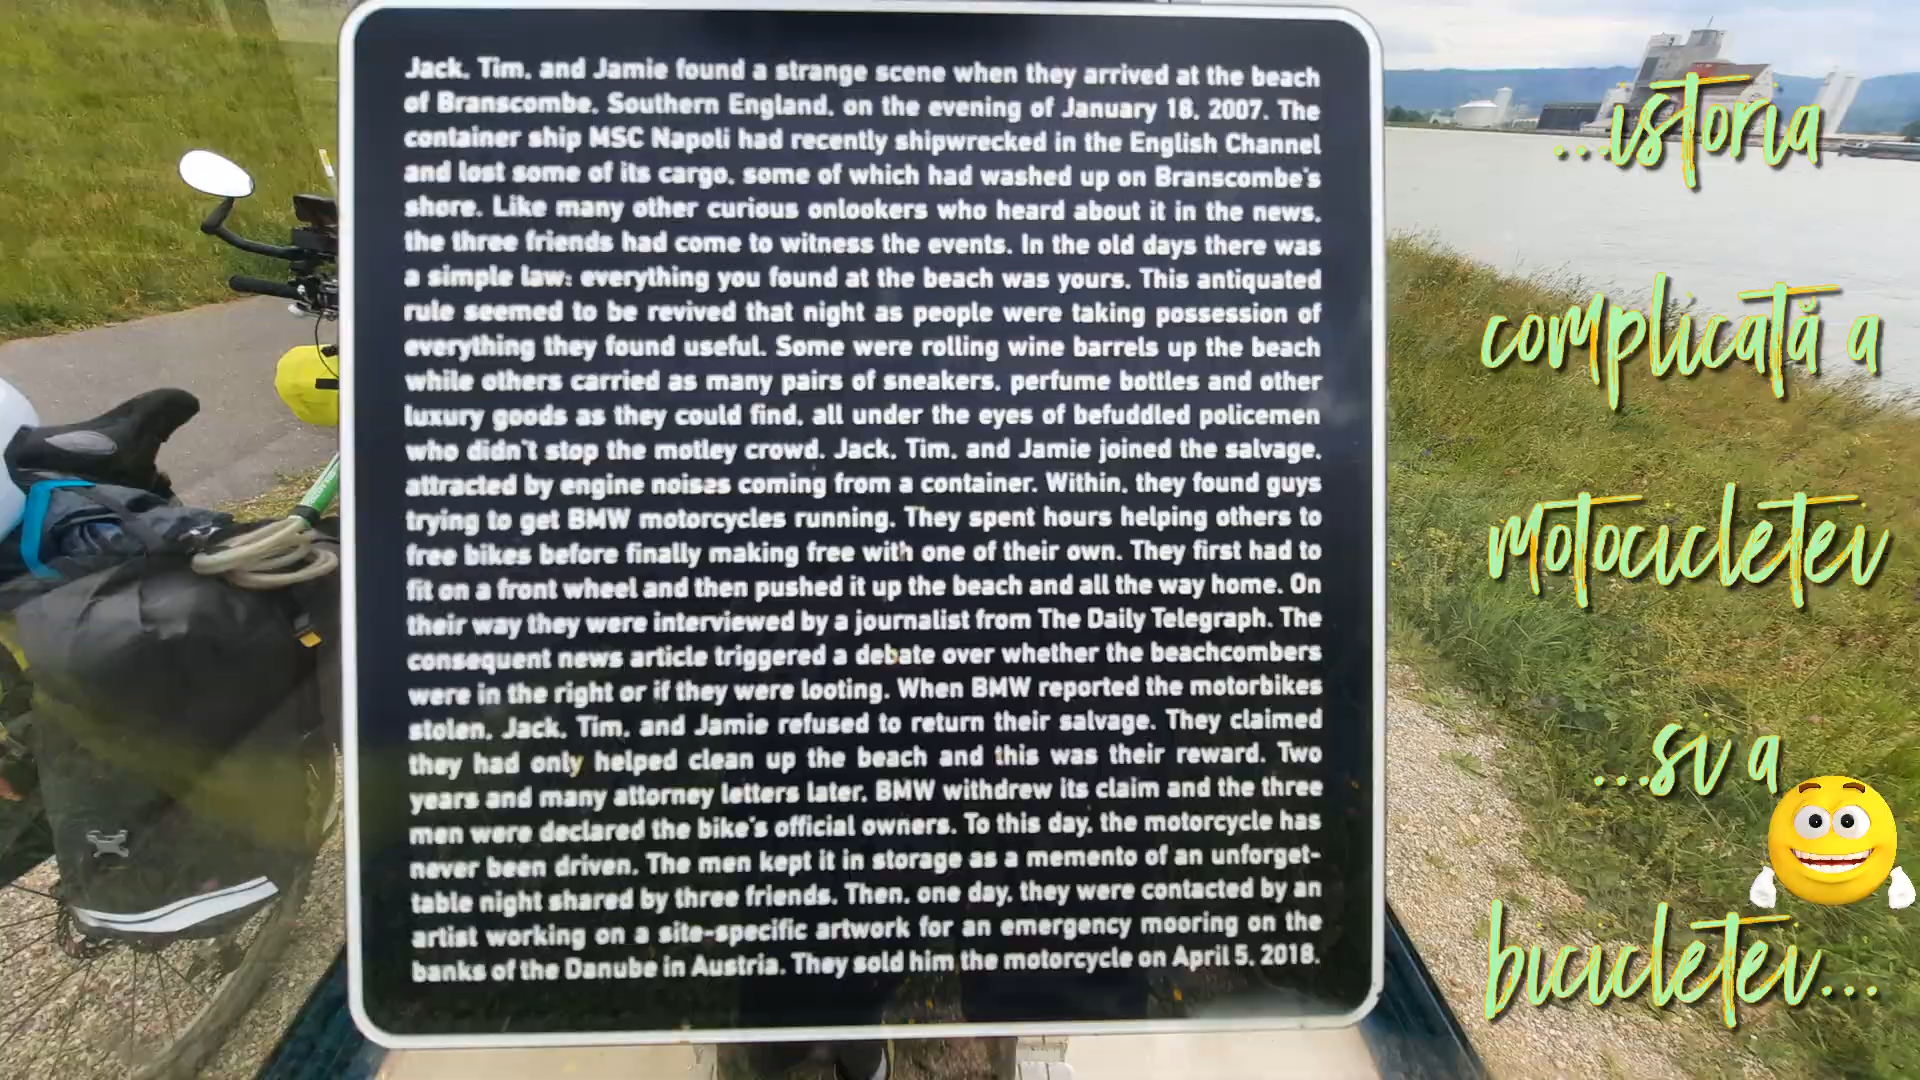 Jack, Tim, and Jamie found a strange scene when they arrived at the beach
of Branscombe, Southern England, on the evening of January 18, 2007. The
container ship MSC Napoli had recently shipwrecked in the English Channel
and lost some of its cargo, some of which had washed up on Branscombe's
shore. Like many other curious onlookers who heard about it in the news,
the three friends had come to witness the events. In the old days there was
a simple law: everything you found at the beach was yours. This antiquated
rule seemed to be revived that night as people were taking possession of
everything they found useful. Some were rolling wine barrels up the beach
while others carried as many pairs of sneakers, perfume bottles and other
luxury goods as they could find, all under the eyes of befuddled policemen
who didn't stop the motley crowd. Jack, Tim, and Jamie joined the salvage,
attracted by engine noises coming from a container. Within, they found guys
trying to get BMW motorcycles running. They spent hours helping others to
free bikes before finally making free with one of their own. They first had to
fit on a front wheel and then pushed it up the beach and all the way home. On
their way they were interviewed by a journalist from The Daily Telegraph. The
consequent news article triggered a debate over whether the beachcombers
were in the right or if they were looting. When BMW reported the motorbikes
stolen, Jack, Tim, and Jamie refused to return their salvage. They claimed
they had only helped clean up the beach and this was their reward. Two
years and many attorney letters later, BMW withdrew its claim and the three
men were declared the bike's official owners. To this day, the motorcycle has
never been driven. The men kept it in storage as a memento of an unforget-
table night shared by three friends. Then, one day, they were contacted by an
artist working on a site-specific artwork for an emergency mooring on the
banks of the Danube in Austria. They sold him the motorcycle on April 5, 2018.
...istoria
complicată a
motocicletei
...si a
bicicletei...